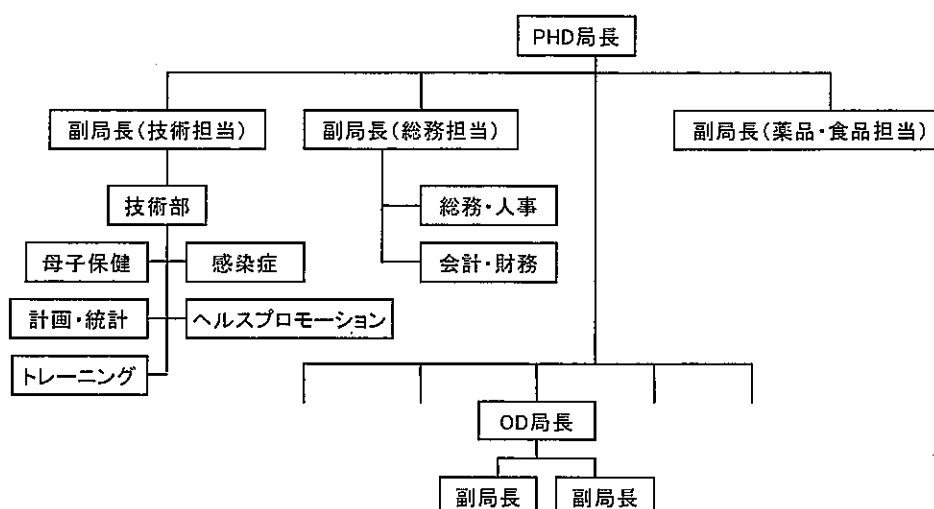 PHD局長
副局長(技術担当)
副局長(総務担当)
副局長(薬品・食品担当)
技術部
総務・人事
母子保健
感染症
会計・財務
計画・統計
ヘルスプロモーション
トレーニング
OD局長
副局長
副局長